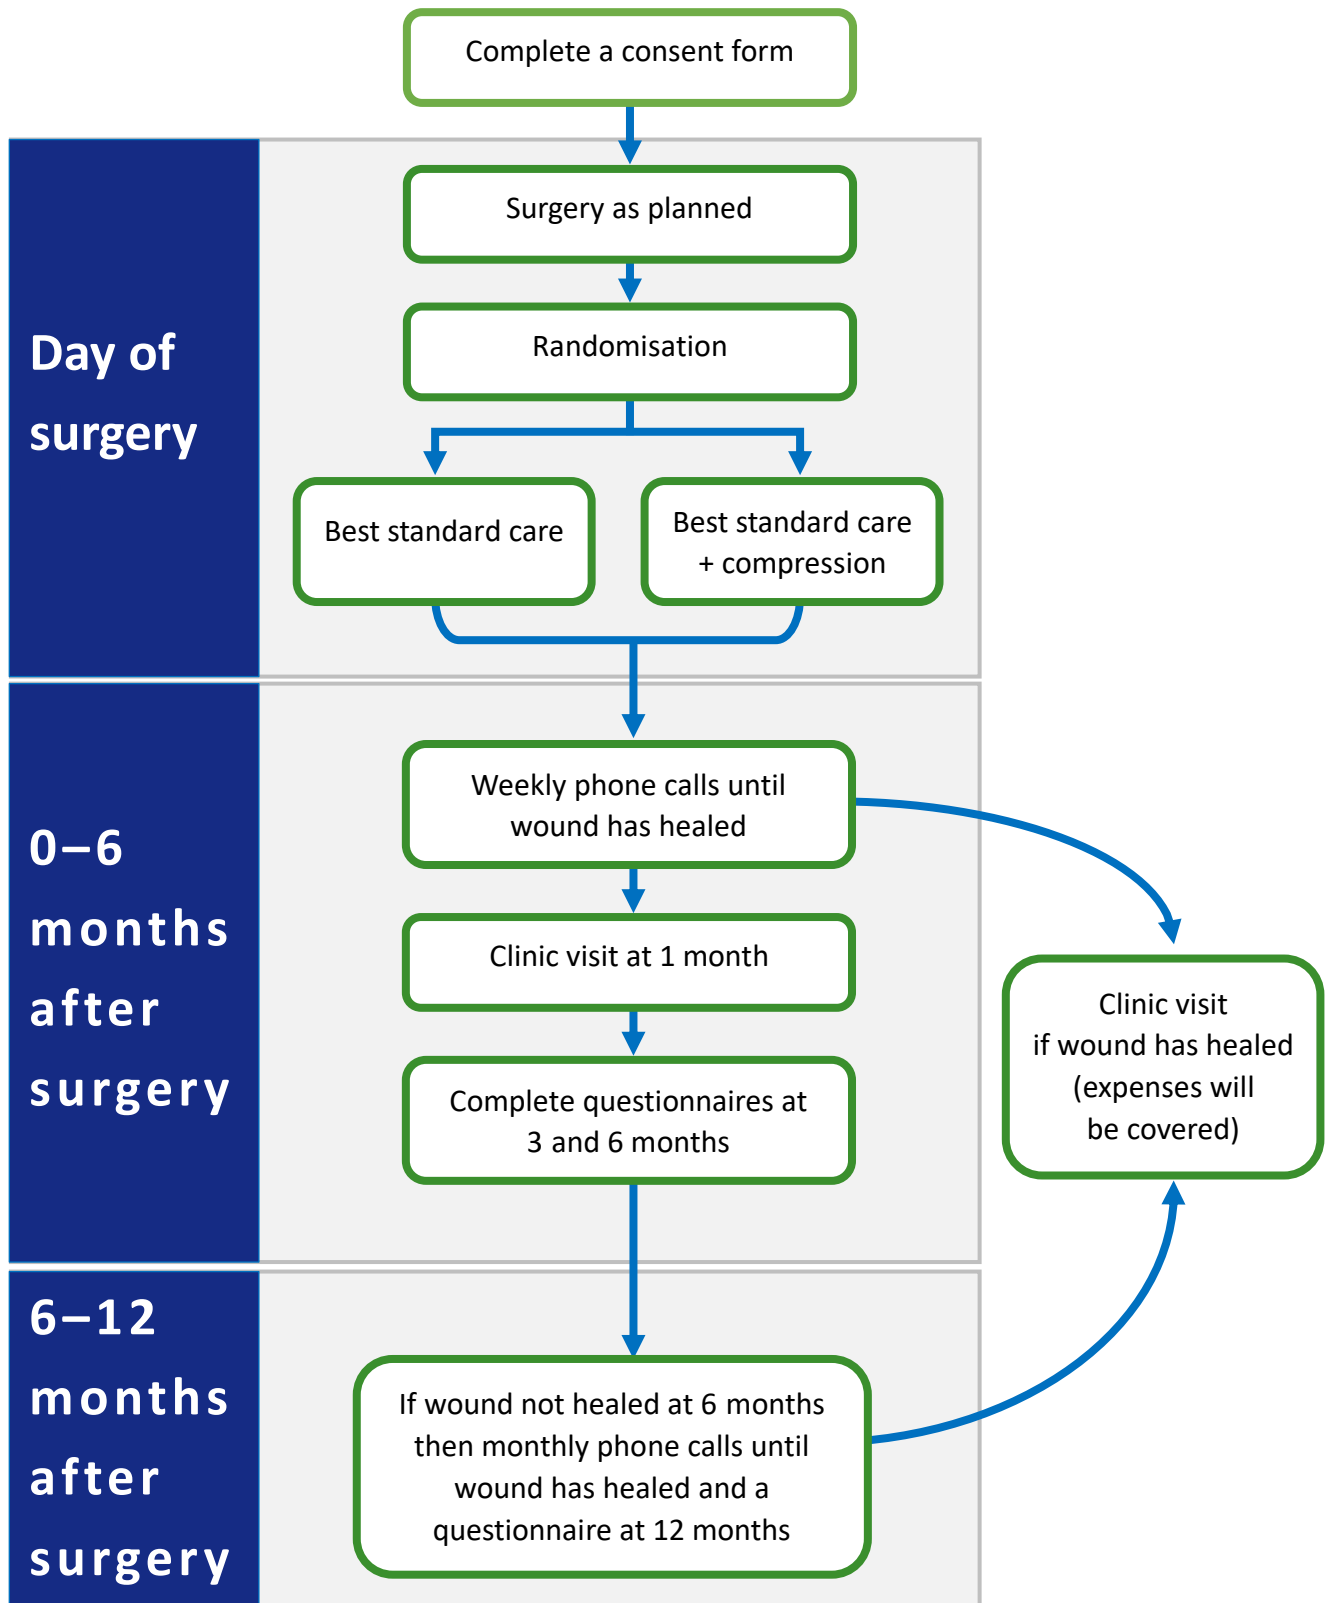 Complete a consent form
Day of
surgery
Surgery as planned
Randomisation
Best standard care
Best standard care
+ compression
0–6
months
after
surgery
Weekly phone calls until
wound has healed
Clinic visit at 1 month
Complete questionnaires at
3 and 6 months
Clinic visit
if wound has healed
(expenses will
be covered)
6–12
months
after
surgery
If wound not healed at 6 months
then monthly phone calls until
wound has healed and a
questionnaire at 12 months